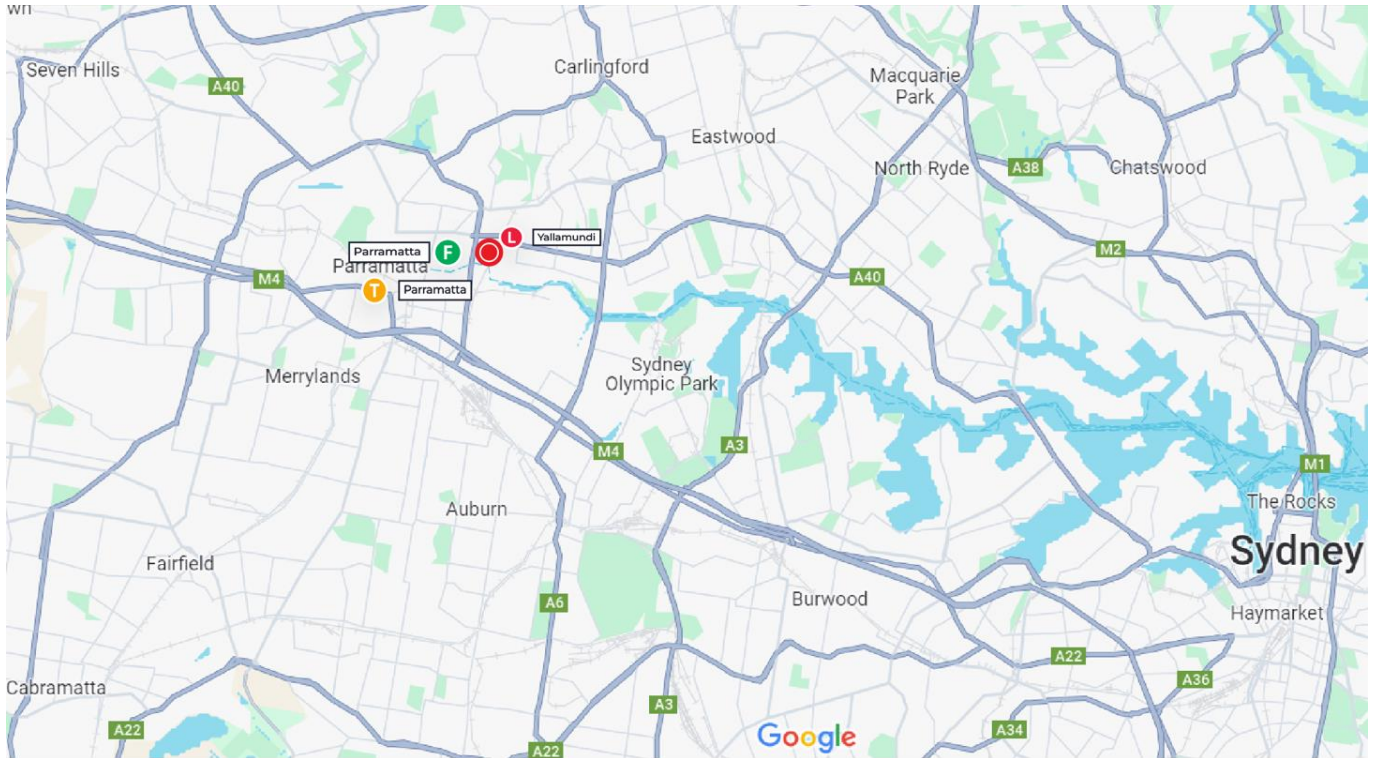 wn
Seven Hills
Carlingford
A40
Macquarie
Park
Eastwood
North Ryde
A38
Chatswood
L
Yallamundi
Parramatta
F
M2
Parramatta
M4
A40
T
Parramatta
Sydney
Olympic Park
Merrylands
A3
M4
M1
The Rocks
Auburn
Sydney
Fairfield
A6
Burwood
Haymarket
A22
A36
Cabramatta
A3
A22
A34
Google
A22